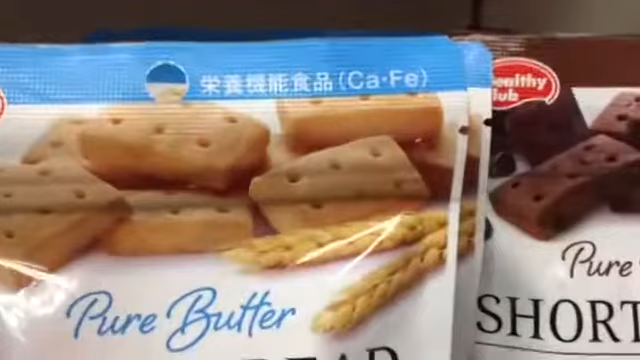 栄養機能食品(Ca・Fe)
ealthy
lub
Pure Butter
Pure
SHORT